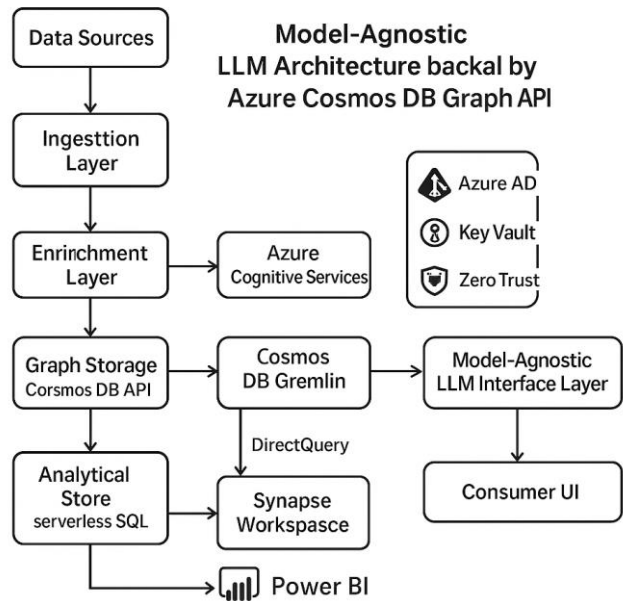 Data Sources
Model-Agnostic
LLM Architecture backal by
Azure Cosmos DB Graph API
Ingesttion
Layer
Azure AD
Key Vault
Zero Trust
Enrirchment
Layer
Azure
Cognitive Services
Graph Storage
Corsmos DB API
Cosmos
DB Gremlin
Model-Agnostic
LLM Interface Layer
DirectQuery
Analytical
Store
serverless SQL
Synapse
Workspasce
Consumer UI
Power BI